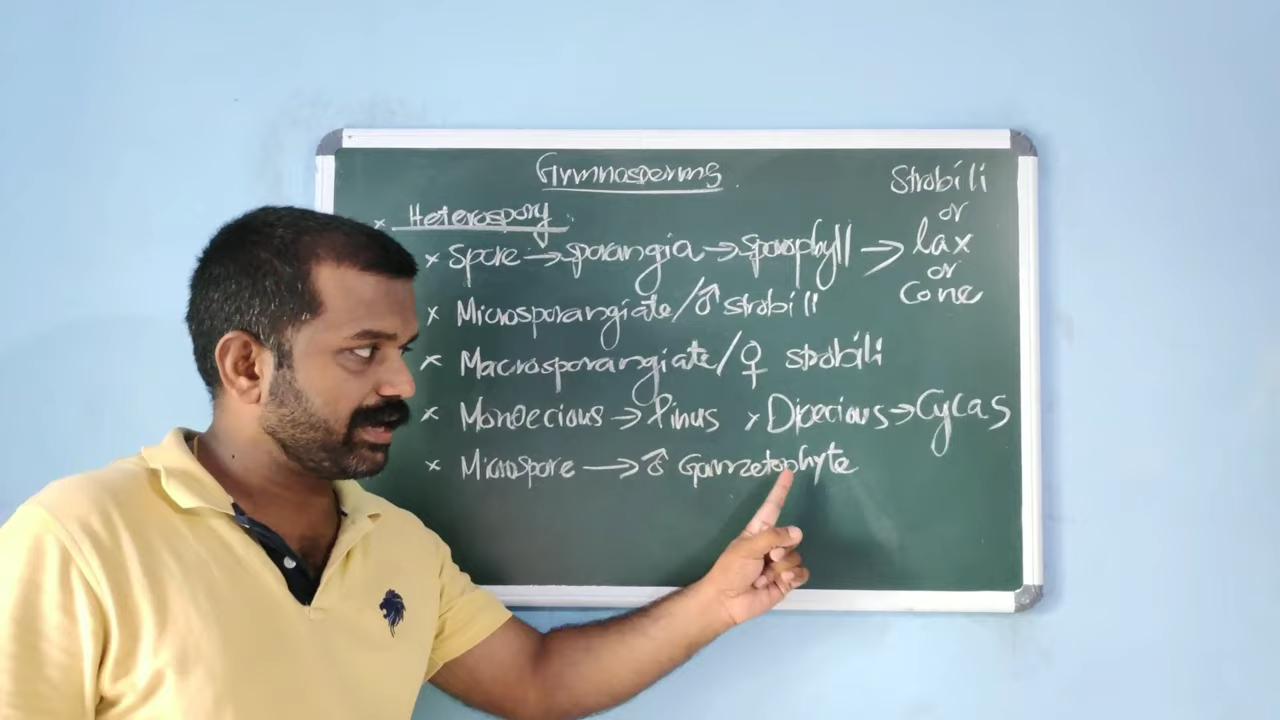 Gymnosperms
Strobili
or
lax
or
Cone
× Heterospory
× Spore → sporangia → sporophyll →
× Microsporangiate/♂ strobili
× Macrosporangiate/♀ strobili
× Monoecious → Pinus × Dioecious → Cycas
× Microspore → ♂ Gametophyte